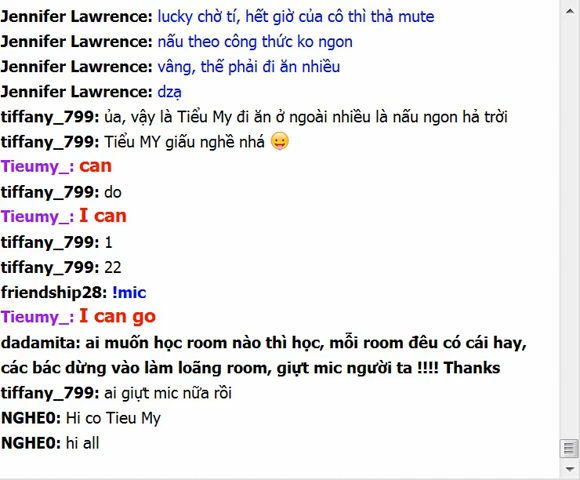 Jennifer Lawrence: lucky chờ tí, hết giờ của cô thì thả mute
Jennifer Lawrence: nấu theo công thức ko ngon
Jennifer Lawrence: vâng, thế phải đi ăn nhiều
Jennifer Lawrence: dzạ
tiffany_799: ủa, vậy là Tiểu My đi ăn ở ngoài nhiều là nấu ngon hả trời
tiffany_799: Tiểu MY giấu nghề nhá 😛
Tieumy_: can
tiffany_799: do
Tieumy_: I can
tiffany_799: 1
tiffany_799: 22
friendship28: !mic
Tieumy_: I can go
dadamita: ai muốn học room nào thì học, mỗi room đêu có cái hay,
các bác dừng vào làm loãng room, giựt mic người ta !!!! Thanks
tiffany_799: ai giựt mic nữa rồi
NGHE0: Hi co Tieu My
NGHE0: hi all